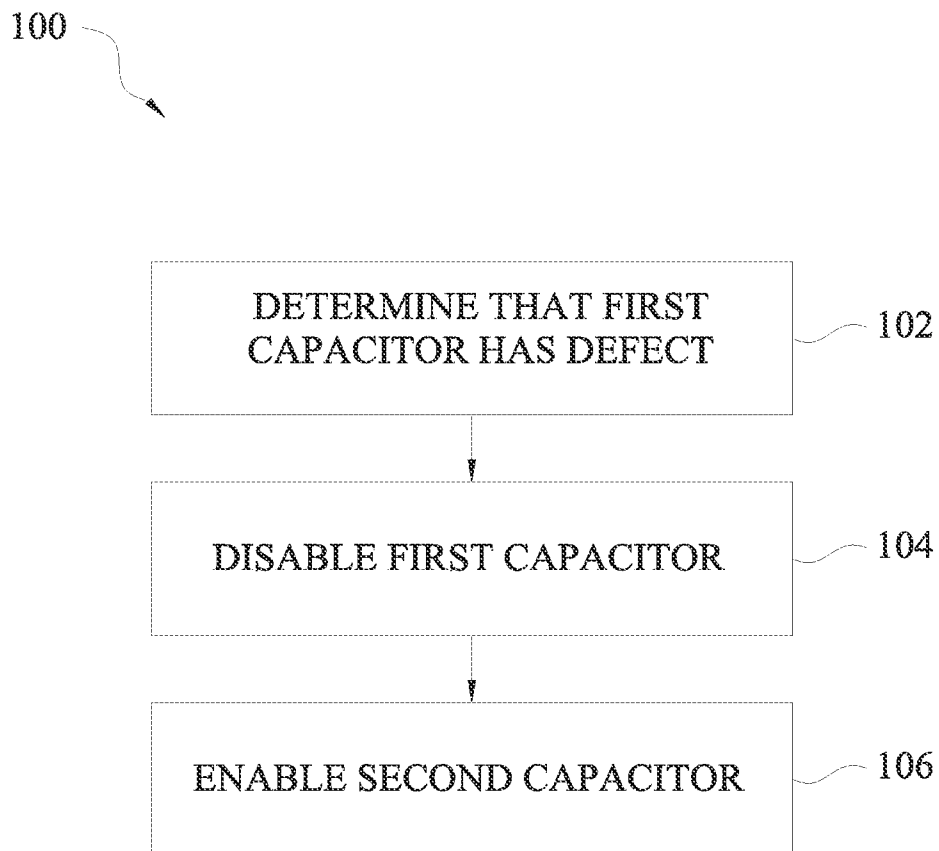 100
DETERMINE THAT FIRST
CAPACITOR HAS DEFECT
102
DISABLE FIRST CAPACITOR
104
ENABLE SECOND CAPACITOR
106